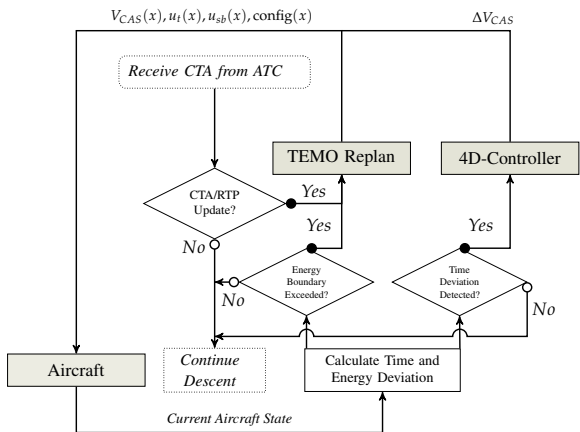 V_CAS(x), u_t(x), u_sb(x), config(x)
ΔV_CAS
Receive CTA from ATC
TEMO Replan
4D-Controller
CTA/RTP
Update?
Yes
No
Yes
Yes
Energy
Boundary
Exceeded?
No
Time
Deviation
Detected?
No
Aircraft
Continue
Descent
Calculate Time and
Energy Deviation
Current Aircraft State